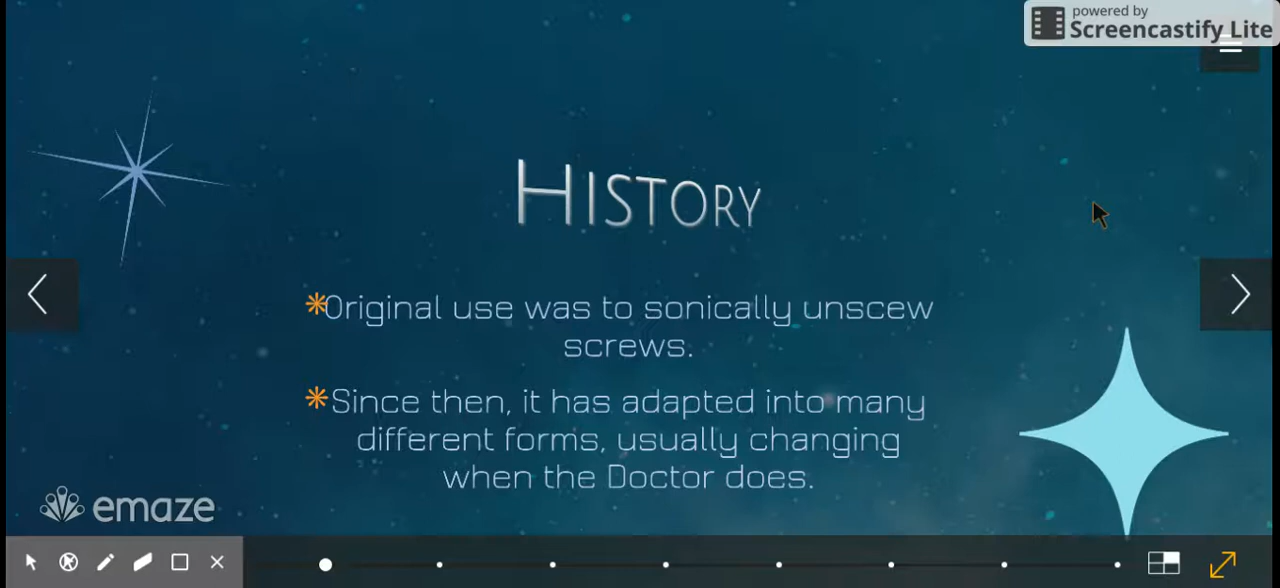 powered by
Screencastify Lite
History
Original use was to sonically unscew
screws.
Since then, it has adapted into many
different forms, usually changing
when the Doctor does.
emaze